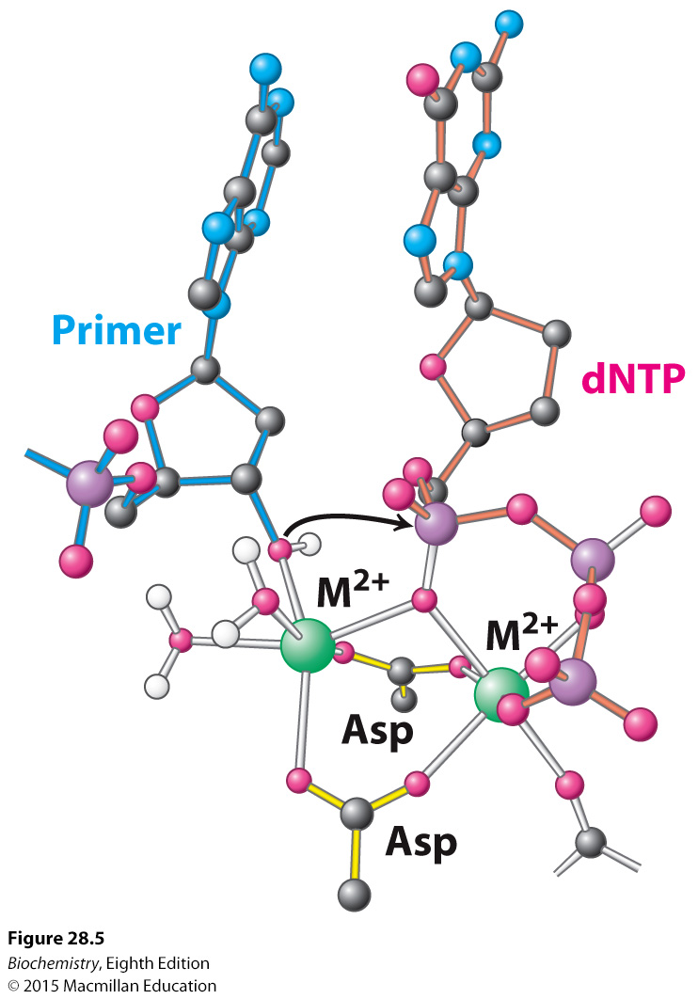 Primer
dNTP
M2+
M2+
Asp
Asp
Figure 28.5
Biochemistry, Eighth Edition
© 2015 Macmillan Education